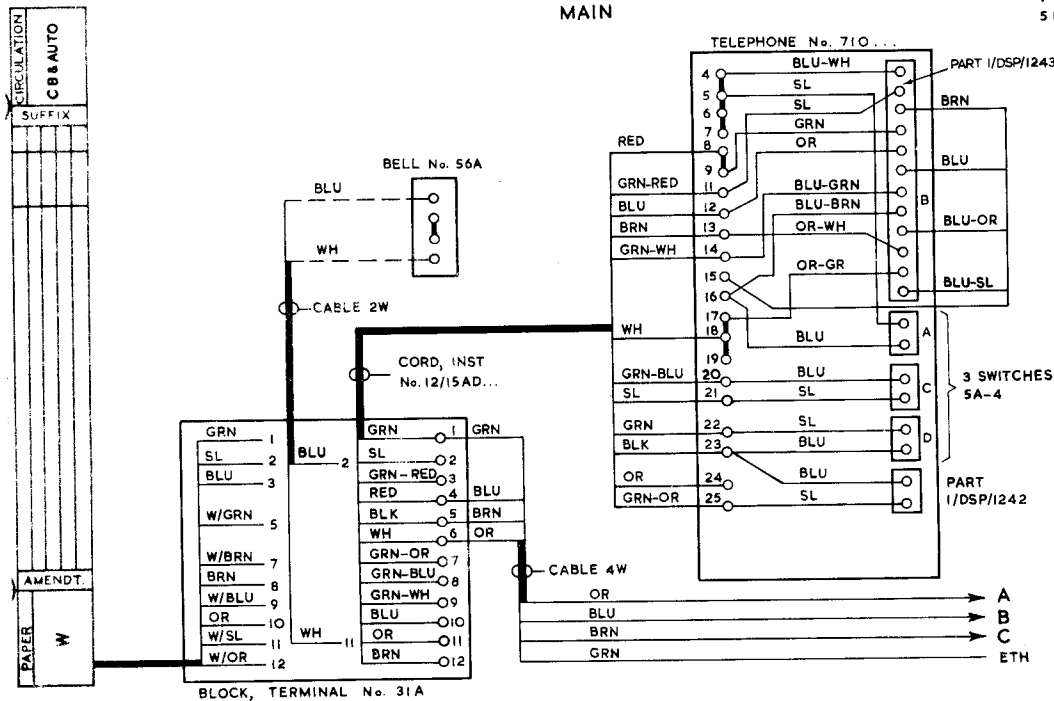 MAIN
5
CIRCULATION
CB & AUTO
SUFFIX
AMENDT.
PAPER
W
TELEPHONE No. 710...
PART 1/DSP/1243
4 BLU-WH
5 SL
6 SL
7 GRN
RED 8 OR
9
GRN-RED 11
BLU 12 BLU-GRN
BLU-BRN
BRN 13 OR-WH
GRN-WH 14
15 OR-GR
16
17
WH 18 BLU
19
GRN-BLU 20 BLU
SL 21 SL
GRN 22 SL
BLK 23 BLU
OR 24 BLU
GRN-OR 25 SL
BRN
BLU
B
BLU-OR
BLU-SL
A
C
D
3 SWITCHES
5A-4
PART
1/DSP/1242
BELL No. 56A
BLU
WH
CABLE 2W
CORD, INST
No. 12/15AD...
GRN 1
SL 2
BLU 3
W/GRN 5
W/BRN 7
BRN 8
W/BLU 9
OR 10
W/SL 11
W/OR 12
BLU 2
WH 11
GRN 1 GRN
SL 2
GRN-RED 3
RED 4 BLU
BLK 5 BRN
WH 6 OR
GRN-OR 7
GRN-BLU 8
GRN-WH 9
BLU 10
OR 11
BRN 12
BLOCK, TERMINAL No. 31A
CABLE 4W
OR A
BLU B
BRN C
GRN ETH